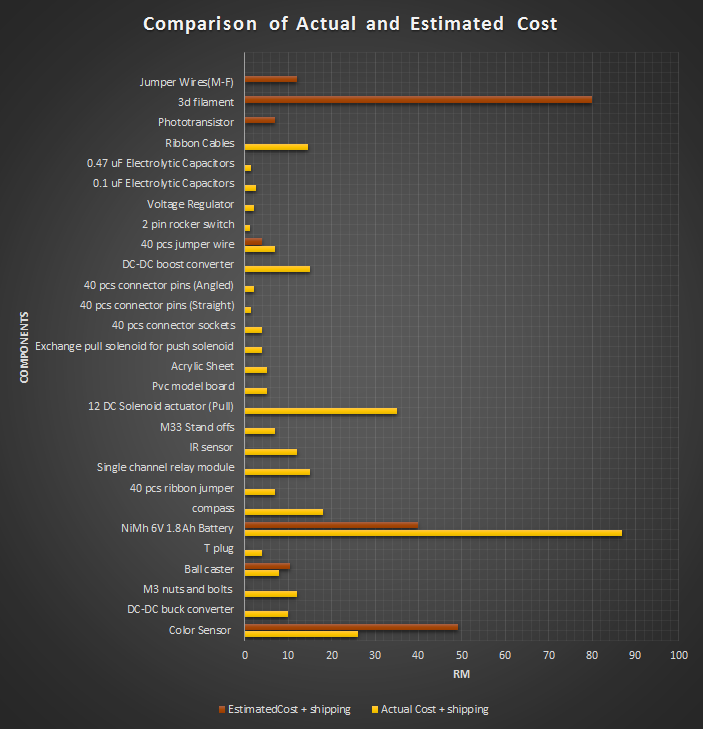 Comparison of Actual and Estimated Cost
Jumper Wires(M-F)
3d filament
Phototransistor
Ribbon Cables
0.47 uF Electrolytic Capacitors
0.1 uF Electrolytic Capacitors
Voltage Regulator
2 pin rocker switch
40 pcs jumper wire
DC-DC boost converter
40 pcs connector pins (Angled)
40 pcs connector pins (Straight)
40 pcs connector sockets
Exchange pull solenoid for push solenoid
Acrylic Sheet
Pvc model board
12 DC Solenoid actuator (Pull)
M33 Stand offs
IR sensor
Single channel relay module
40 pcs ribbon jumper
compass
NiMh 6V 1.8Ah Battery
T plug
Ball caster
M3 nuts and bolts
DC-DC buck converter
Color Sensor
COMPONENTS
0 10 20 30 40 50 60 70 80 90 100
RM
EstimatedCost + shipping
Actual Cost + shipping